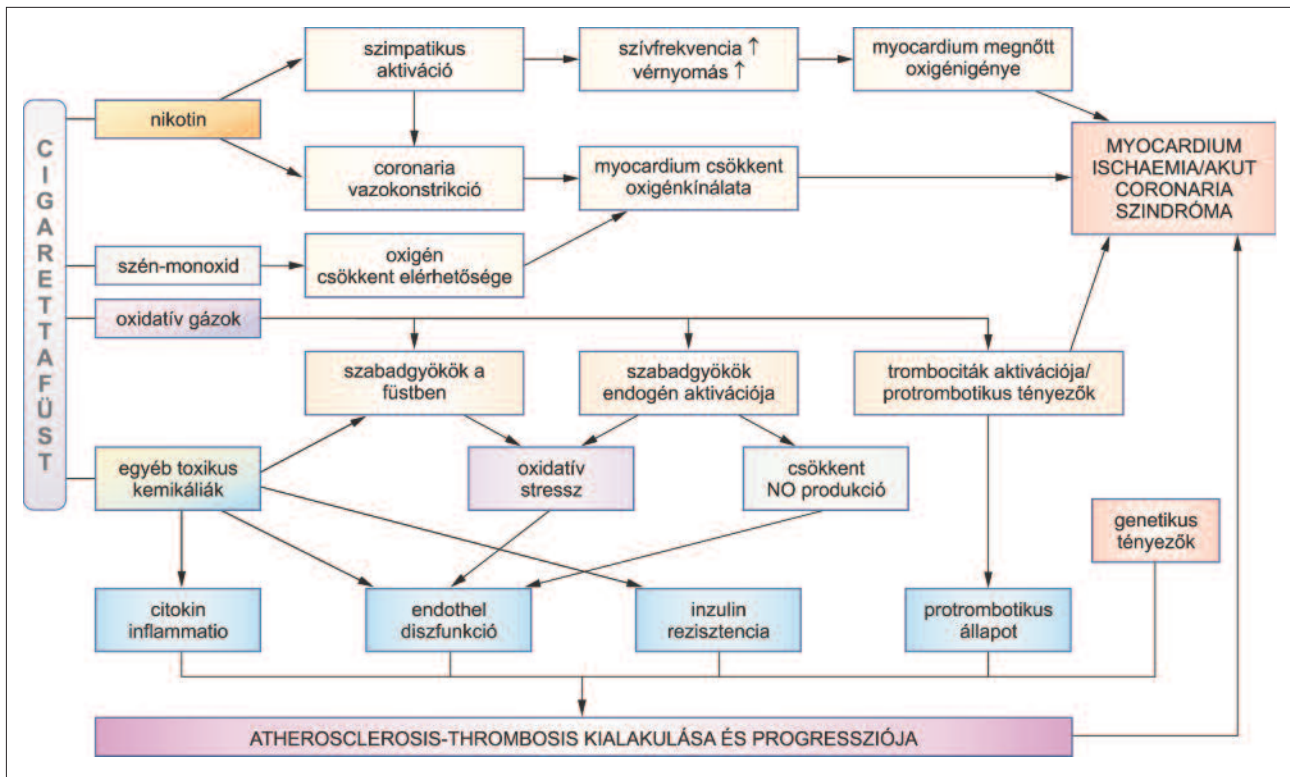 CIGARETTAFÜST
szimpatikus
aktiváció
szívfrekvencia ↑
vérnyomás ↑
myocardium megnőtt
oxigénigénye
nikotin
MYOCARDIUM
ISCHAEMIA/AKUT
CORONARIA
SZINDRÓMA
coronaria
vazokonstrikció
myocardium csökkent
oxigénkínálata
szén-monoxid
oxigén
csökkent elérhetősége
oxidatív gázok
szabadgyökök a
füstben
szabadgyökök
endogén aktivációja
trombociták aktivációja/
protrombotikus tényezők
egyéb toxikus
kemikáliák
oxidatív
stressz
csökkent
NO produkció
genetikus
tényezők
citokin
inflammatio
endothel
diszfunkció
inzulin
rezisztencia
protrombotikus
állapot
ATHEROSCLEROSIS-THROMBOSIS KIALAKULÁSA ÉS PROGRESSZIÓJA